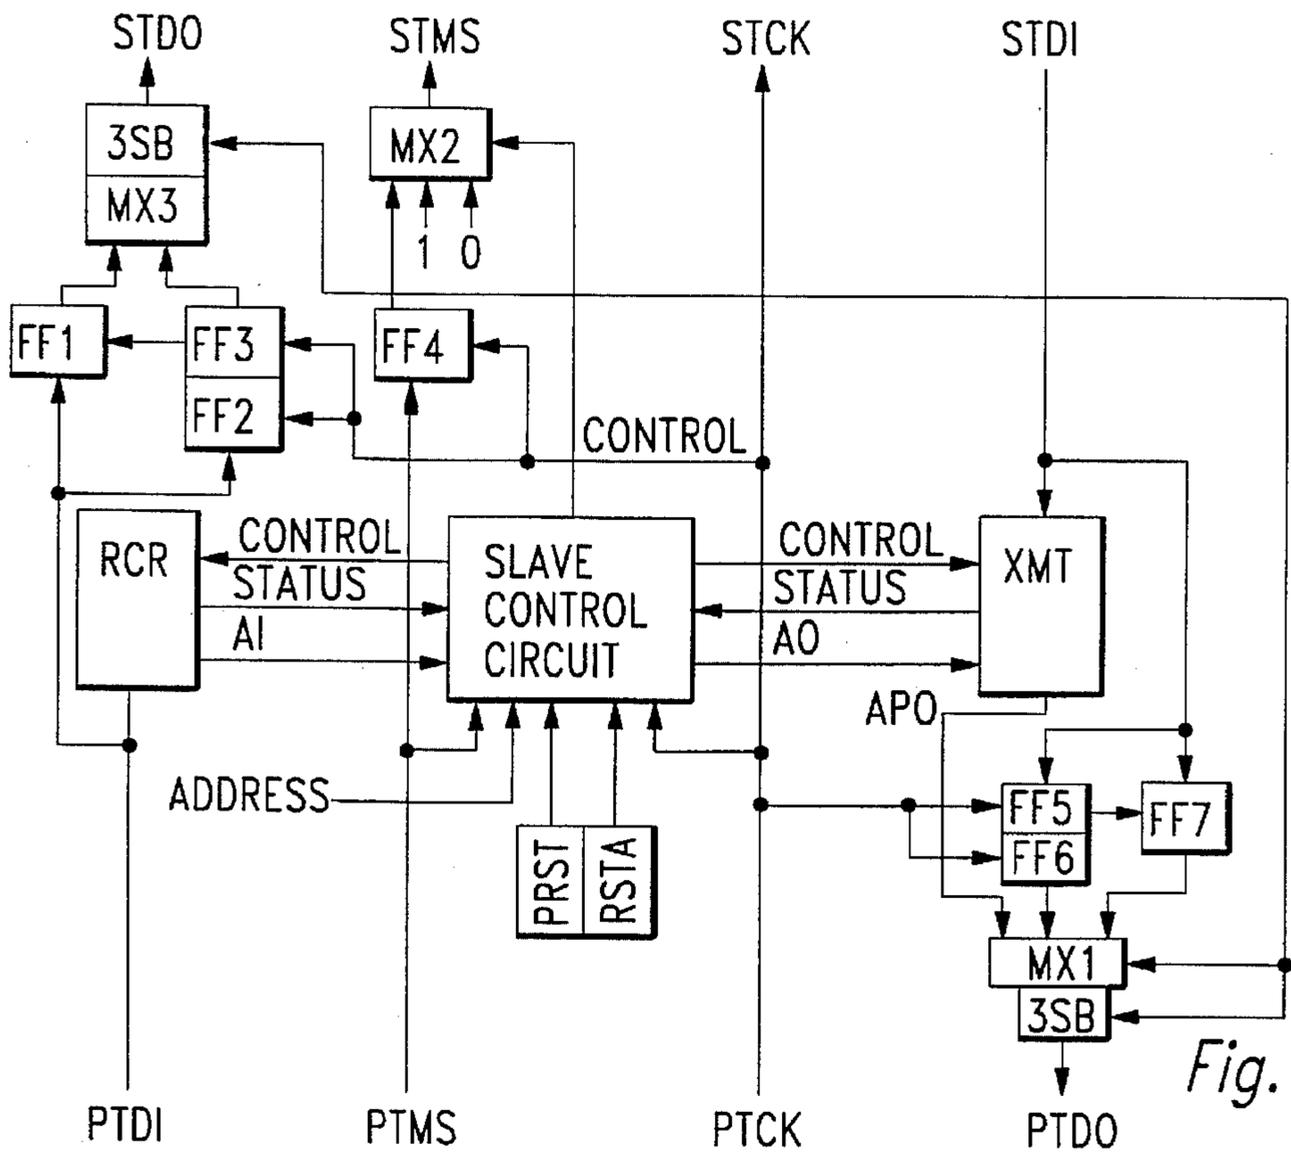 STDO STMS STCK STDI
3SB
MX3
MX2
1 0
FF1
FF3
FF2
FF4
CONTROL
RCR
CONTROL
STATUS
AI
SLAVE
CONTROL
CIRCUIT
CONTROL
STATUS
AO
XMT
APO
ADDRESS
PRST
RSTA
FF5
FF6
FF7
MX1
3SB
Fig.
PTDI PTMS PTCK PTDO